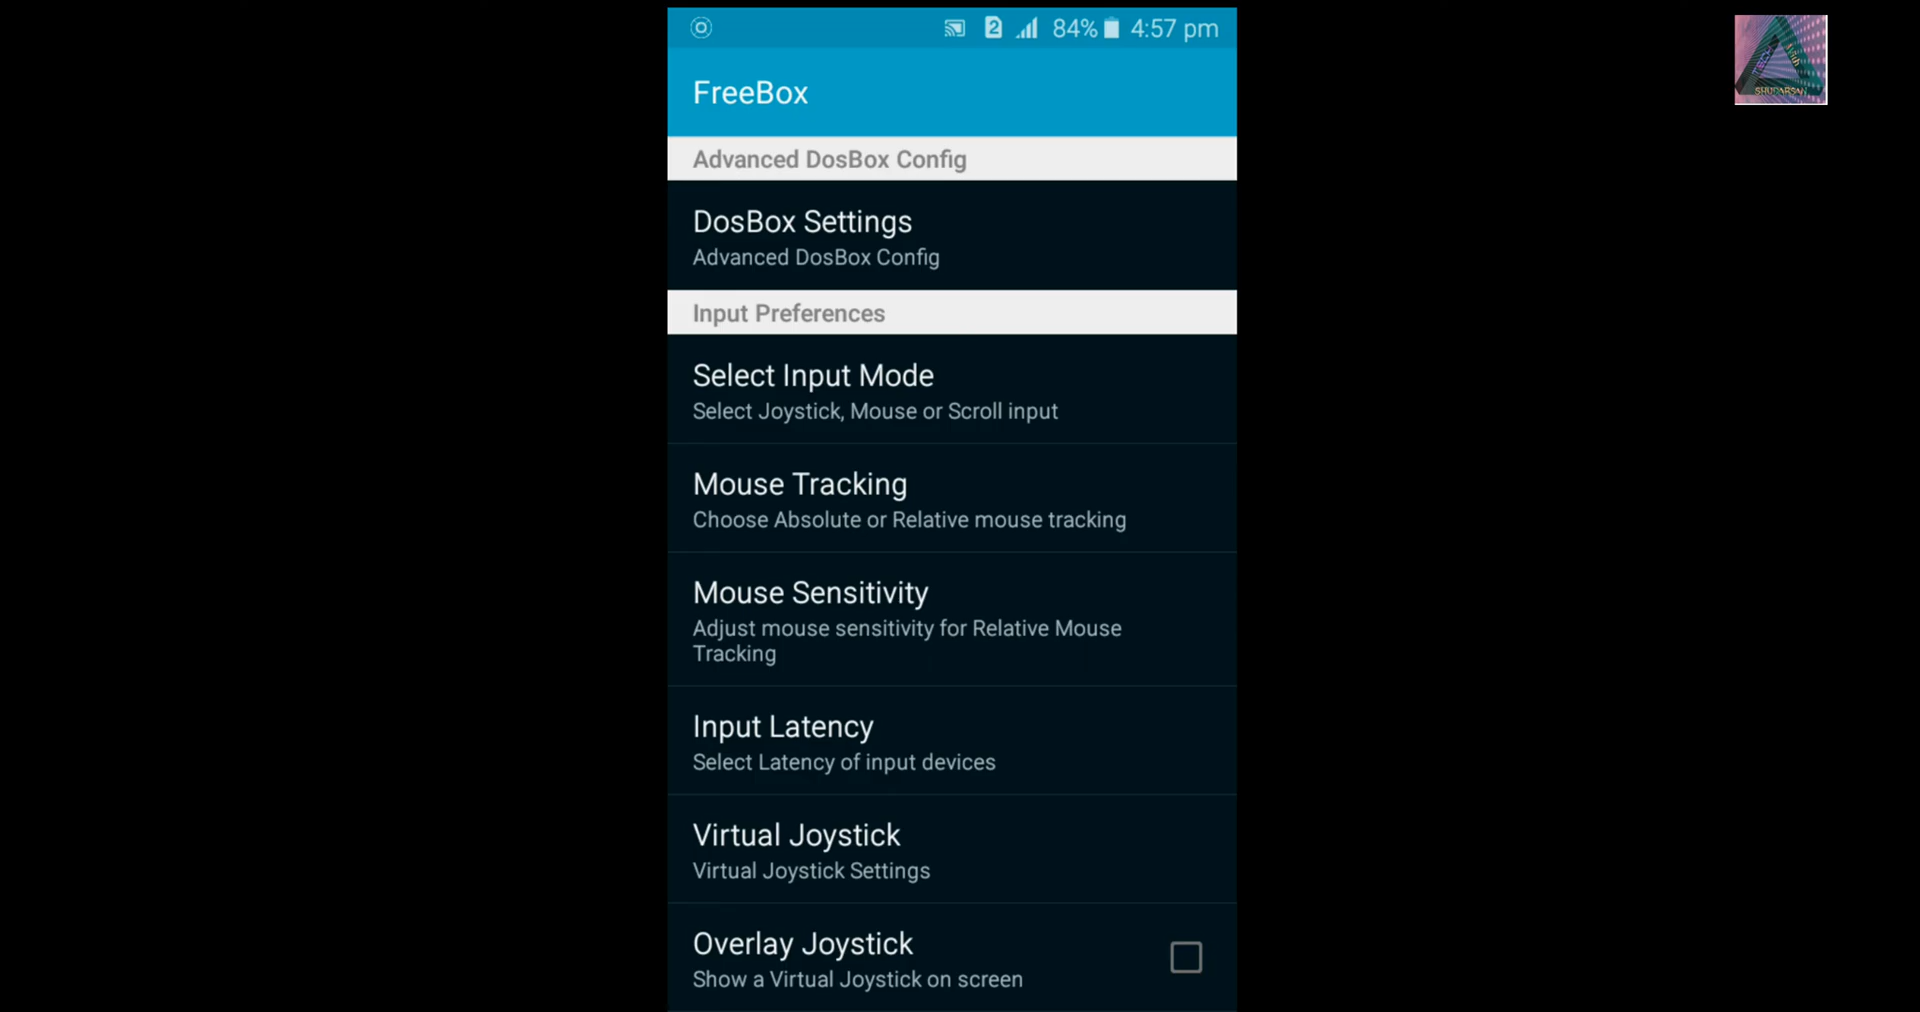 2 84% 4:57 pm
FreeBox
Advanced DosBox Config
DosBox Settings
Advanced DosBox Config
Input Preferences
Select Input Mode
Select Joystick, Mouse or Scroll input
Mouse Tracking
Choose Absolute or Relative mouse tracking
Mouse Sensitivity
Adjust mouse sensitivity for Relative Mouse
Tracking
Input Latency
Select Latency of input devices
Virtual Joystick
Virtual Joystick Settings
Overlay Joystick
Show a Virtual Joystick on screen
With
SHUDARSAN